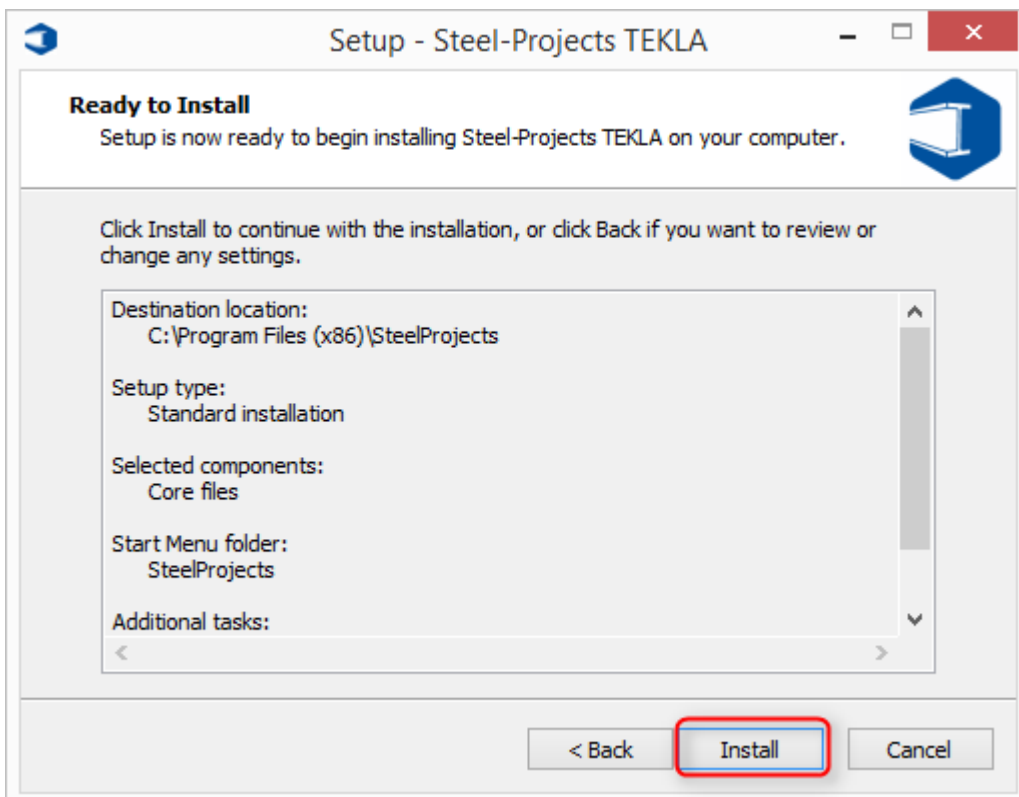 Setup - Steel-Projects TEKLA
Ready to Install
Setup is now ready to begin installing Steel-Projects TEKLA on your computer.
Click Install to continue with the installation, or click Back if you want to review or
change any settings.
Destination location:
C:\Program Files (x86)\SteelProjects
Setup type:
Standard installation
Selected components:
Core files
Start Menu folder:
SteelProjects
Additional tasks:
< Back
Install
Cancel